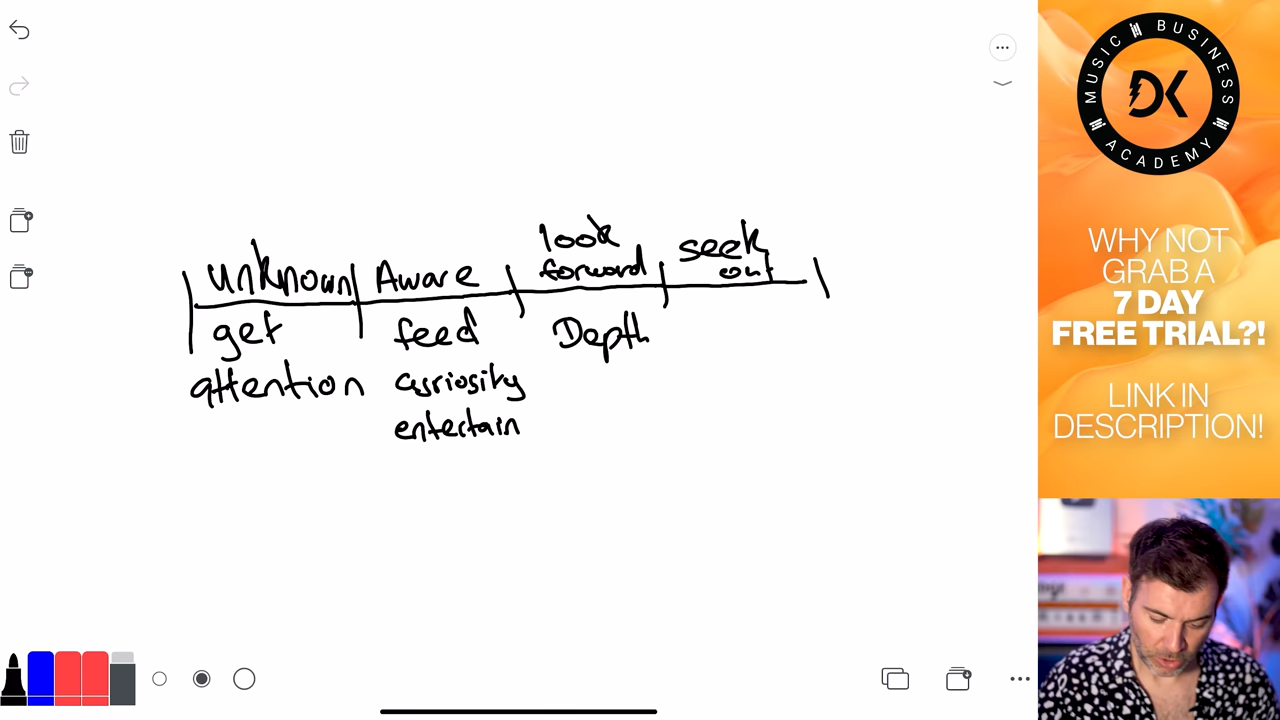 unknown
Aware
look
forward
seek
out
get
attention
feed
curiosity
entertain
Depth
MUSIC BUSINESS
DK
ACADEMY
WHY NOT
GRAB A
7 DAY
FREE TRIAL?!
LINK IN
DESCRIPTION!